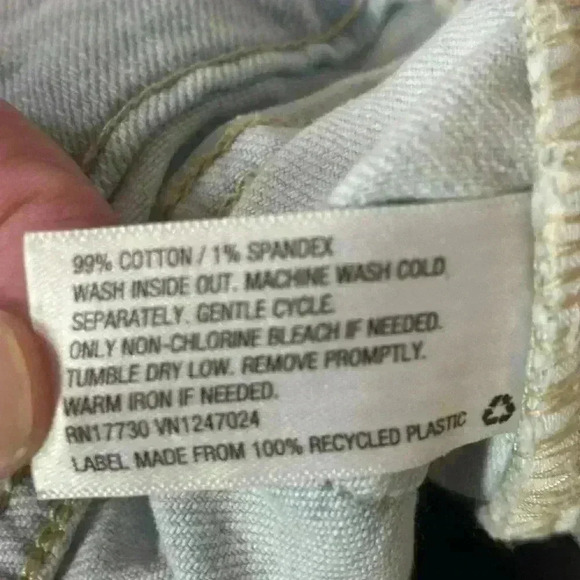 99% COTTON / 1% SPANDEX
WASH INSIDE OUT. MACHINE WASH COLD
SEPARATELY. GENTLE CYCLE.
ONLY NON-CHLORINE BLEACH IF NEEDED.
TUMBLE DRY LOW. REMOVE PROMPTLY.
WARM IRON IF NEEDED.
RN17730 VN1247024
LABEL MADE FROM 100% RECYCLED PLASTIC